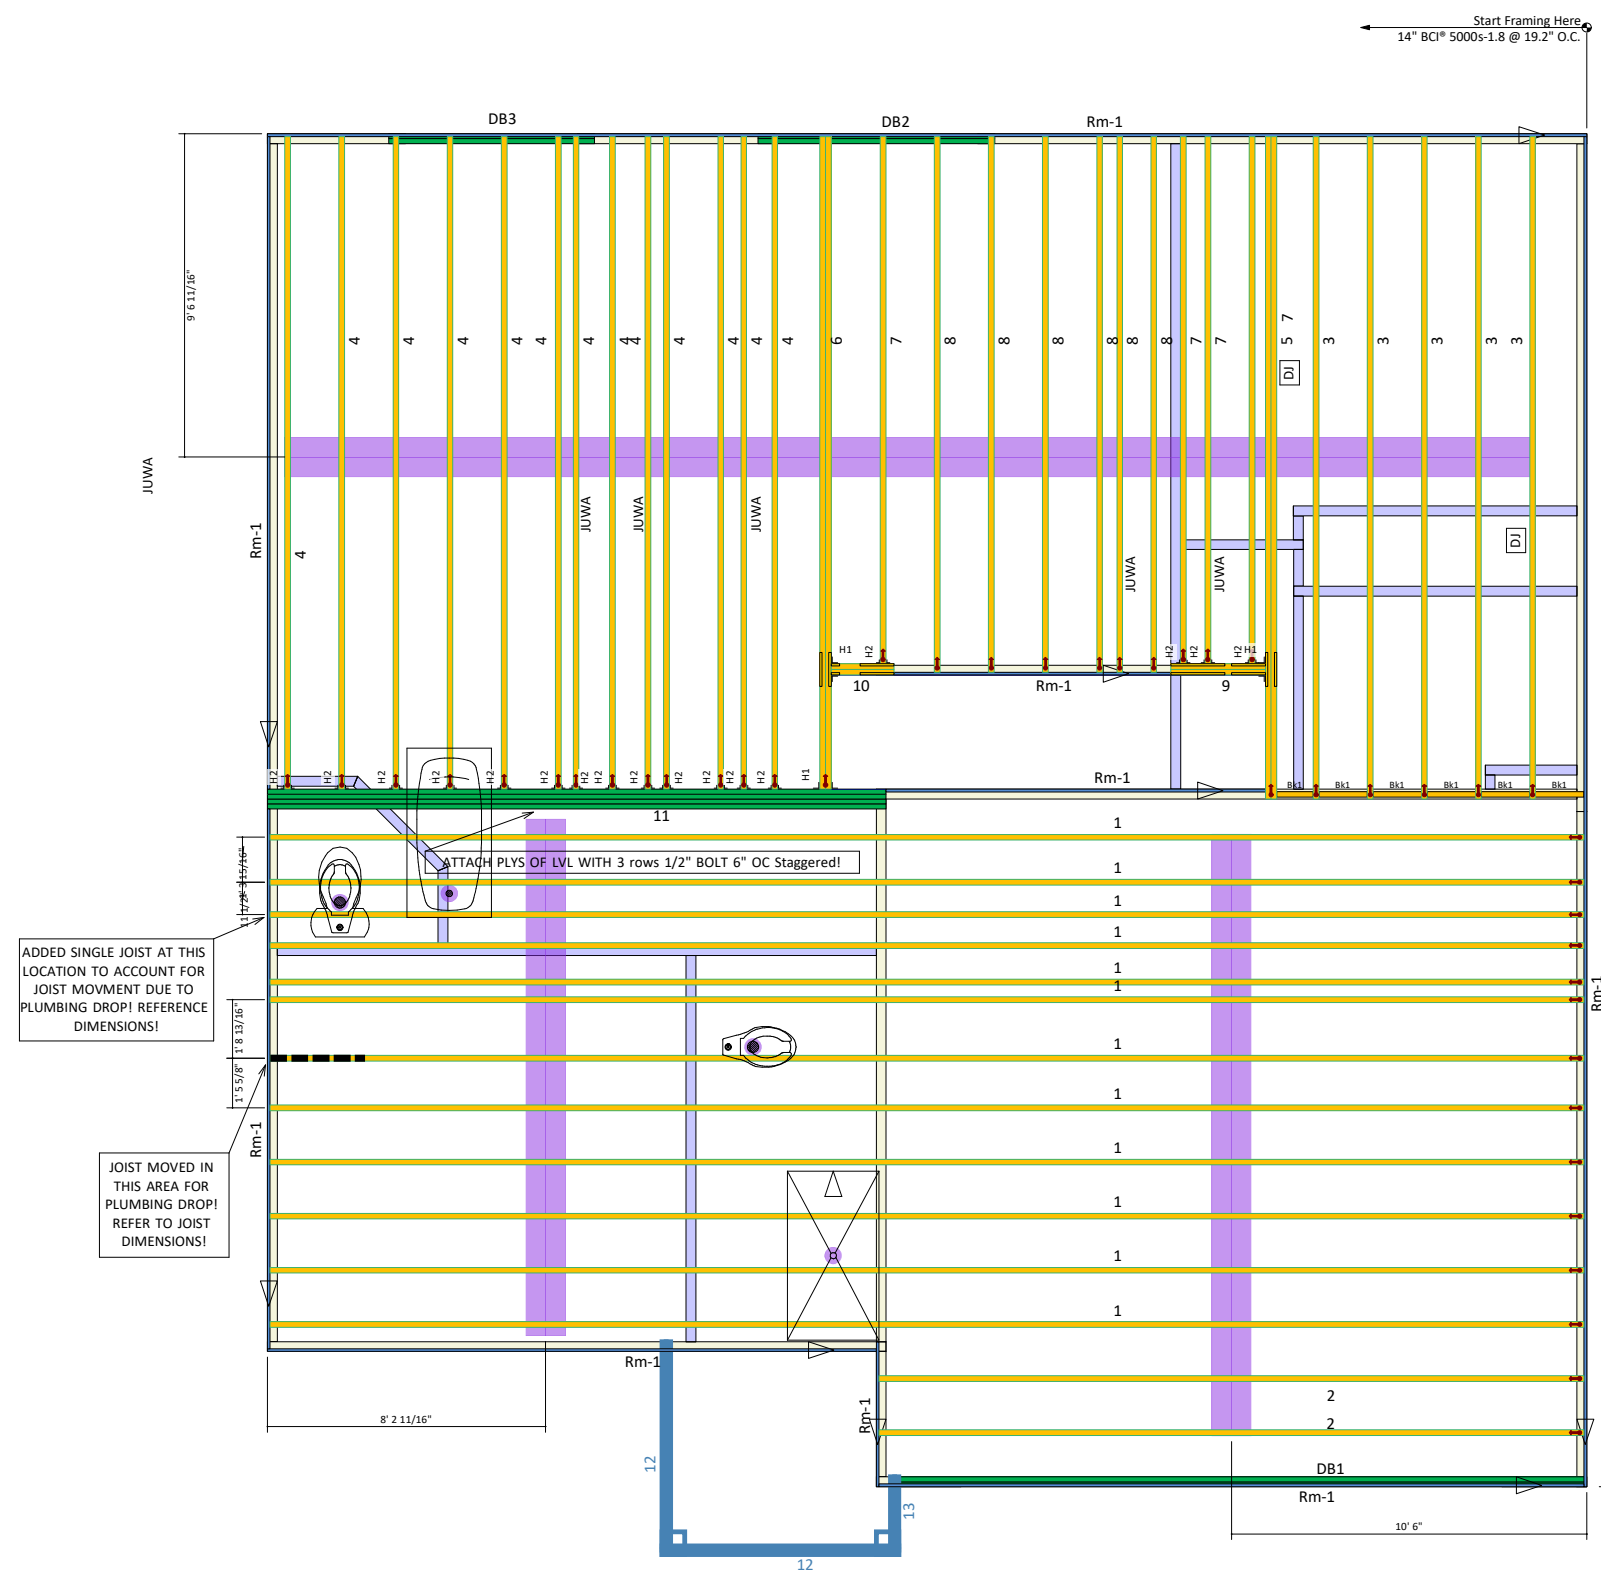 Start Framing Here
14" BCI® 5000s-1.8 @ 19.2" O.C.
DB3
DB2
Rm-1
9' 6 11/16"
JUWA
Rm-1
4
4
4
4
4
4
4
4
4
4
4
4
4
6
7
8
8
8
8
8
8
7
7
5
7
3
3
3
3
3
DJ
DJ
4
JUWA
JUWA
JUWA
JUWA
JUWA
H1
H2
H2
H2
H2
H1
10
Rm-1
9
H2
H2
H2
H2
H2
H2
H2
H2
H2
H2
H2
H2
H1
Rm-1
Bk1
Bk1
Bk1
Bk1
Bk1
11
ATTACH PLYS OF LVL WITH 3 rows 1/2" BOLT 6" OC Staggered!
1
1
1
1
1
1
1
1
1
1
1
1
1' 3 15/16"
11 1/2"
ADDED SINGLE JOIST AT THIS
LOCATION TO ACCOUNT FOR
JOIST MOVMENT DUE TO
PLUMBING DROP! REFERENCE
DIMENSIONS!
1' 8 13/16"
1' 5 5/8"
Rm-1
Rm-1
JOIST MOVED IN
THIS AREA FOR
PLUMBING DROP!
REFER TO JOIST
DIMENSIONS!
Rm-1
8' 2 11/16"
Rm-1
2
2
DB1
Rm-1
12
13
12
10' 6"